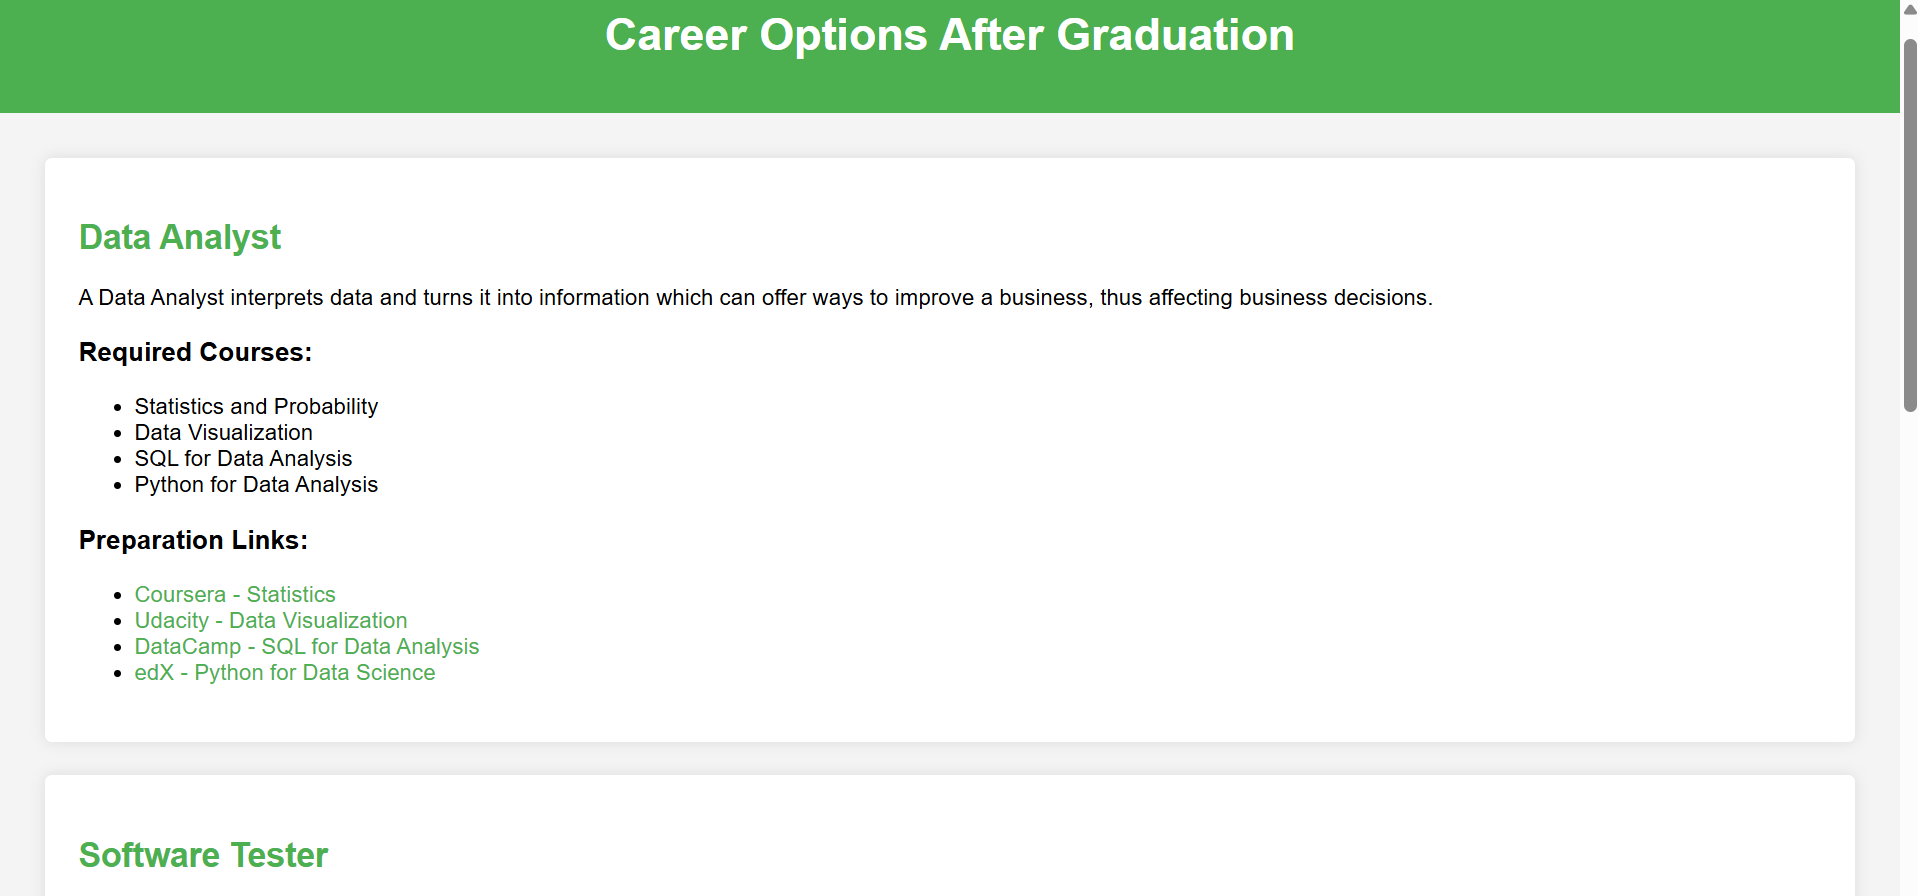 Career Options After Graduation
Data Analyst
A Data Analyst interprets data and turns it into information which can offer ways to improve a business, thus affecting business decisions.
Required Courses:
Statistics and Probability
Data Visualization
SQL for Data Analysis
Python for Data Analysis
Preparation Links:
Coursera - Statistics
Udacity - Data Visualization
DataCamp - SQL for Data Analysis
edX - Python for Data Science
Software Tester